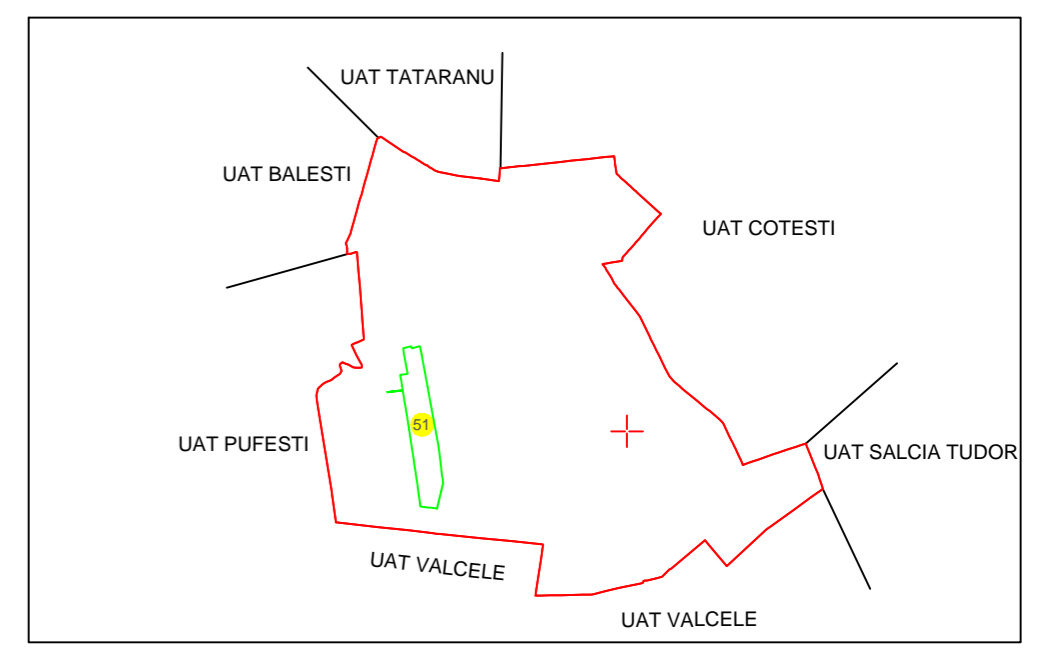 UAT TATARANU
UAT BALESTI
UAT COTESTI
51
UAT PUFESTI
UAT SALCIA TUDOR
UAT VALCELE
UAT VALCELE